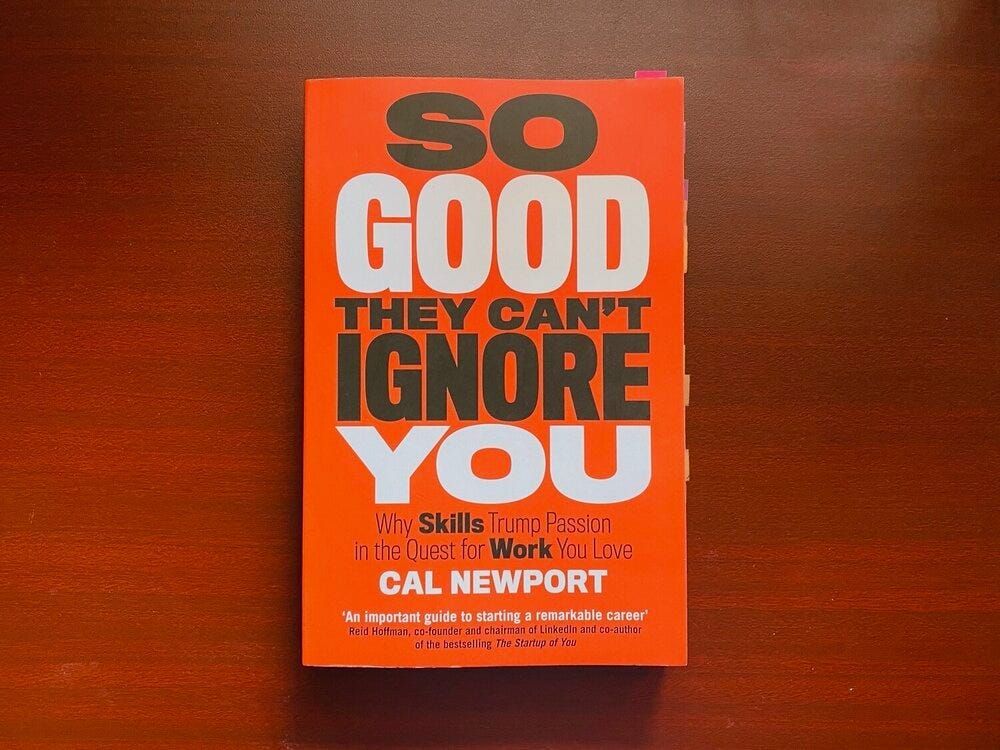 SO
GOOD
THEY CAN'T
IGNORE
YOU
Why Skills Trump Passion
in the Quest for Work You Love
CAL NEWPORT
‘An important guide to starting a remarkable career’
Reid Hoffman, co-founder and chairman of LinkedIn and co-author
of the bestselling The Startup of You